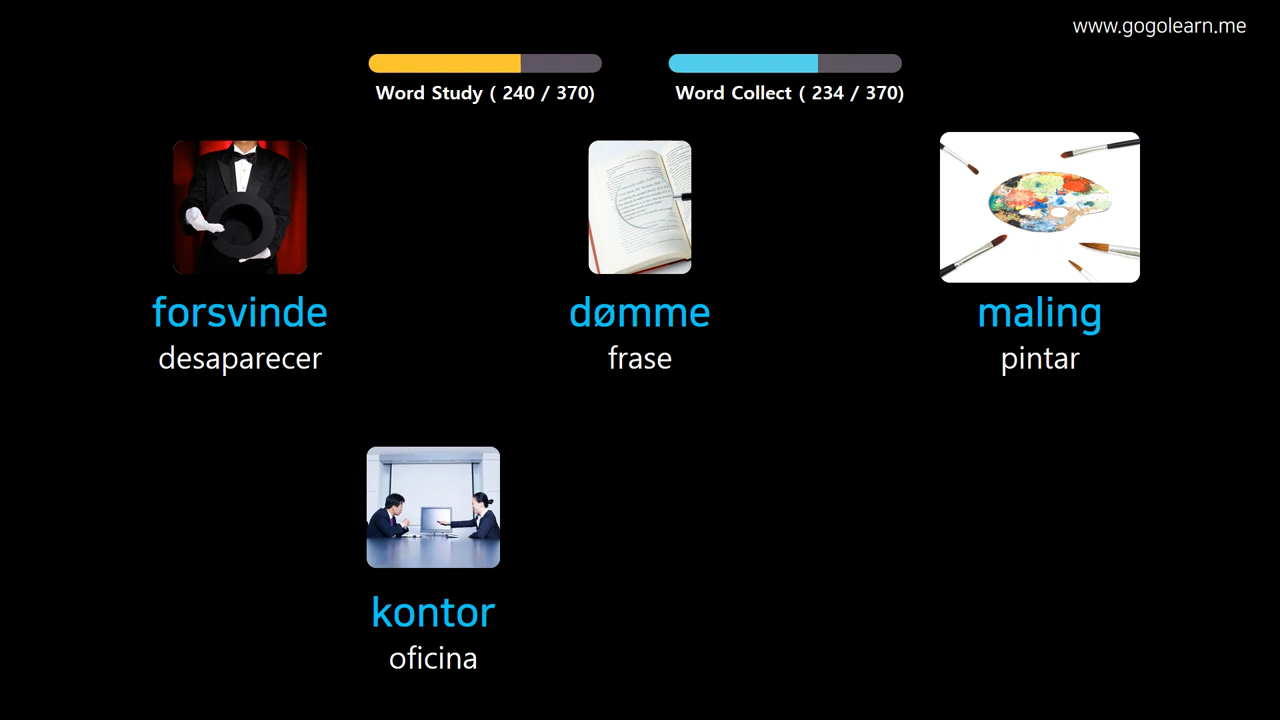 www.gogolearn.me
Word Study ( 240 / 370)
Word Collect ( 234 / 370)
forsvinde
desaparecer
dømme
frase
maling
pintar
kontor
oficina